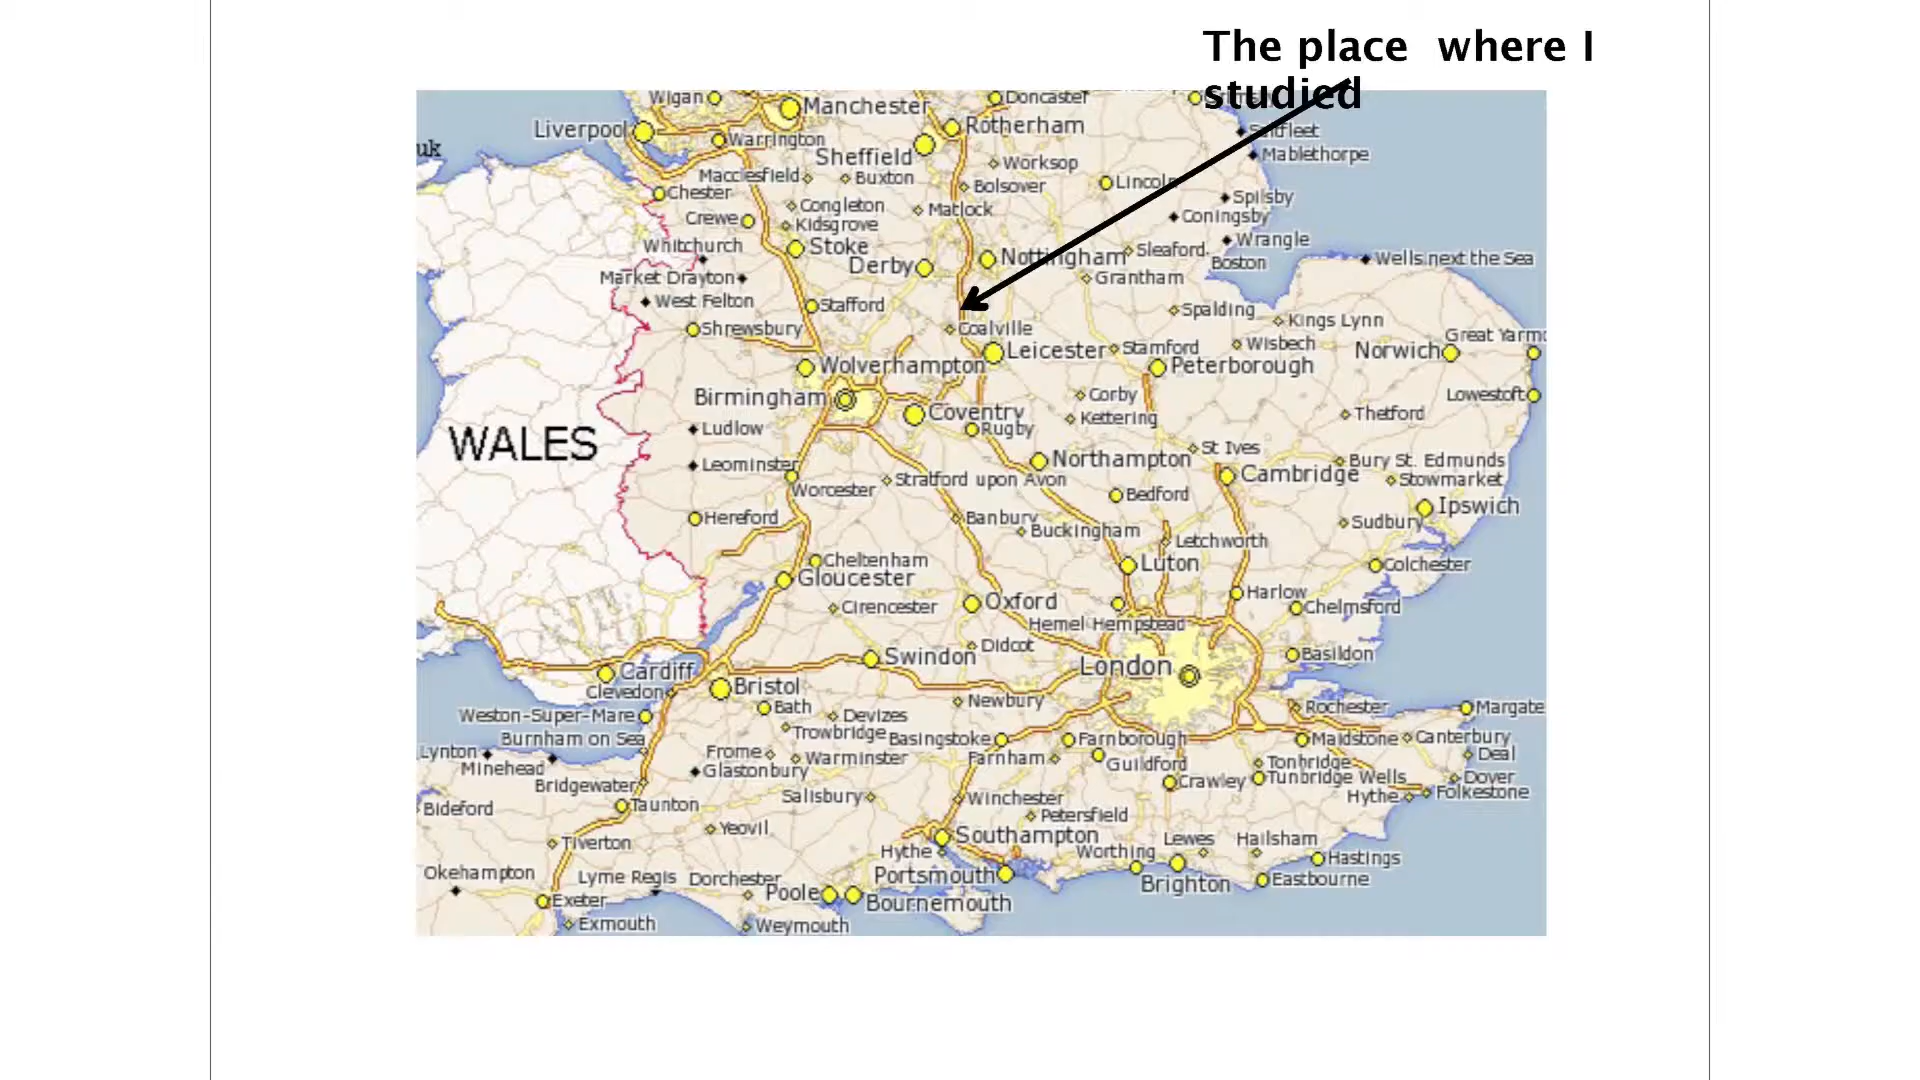 The place where I
studied
Wigan
Manchester
Doncaster
Liverpool
Rotherham
uk
Warrington
Saltfleet
Sheffield
Mablethorpe
Worksop
Macclesfield
Buxton
Bolsover
Lincoln
Chester
Spilsby
Congleton
Matlock
Coningsby
Crewe
Kidsgrove
Whitchurch
Stoke
Nottingham
Sleaford
Wrangle
Derby
Boston
Wells next the Sea
Market Drayton
Grantham
West Felton
Stafford
Spalding
Kings Lynn
Shrewsbury
Coalville
Great Yarmo
Leicester
Stamford
Wisbech
Norwich
Wolverhampton
Peterborough
Birmingham
Corby
Lowestoft
Coventry
Kettering
Thetford
Ludlow
Rugby
WALES
St Ives
Leominster
Northampton
Bury St. Edmunds
Worcester
Stratford upon Avon
Cambridge
Stowmarket
Bedford
Hereford
Banbury
Ipswich
Buckingham
Sudbury
Letchworth
Cheltenham
Luton
Colchester
Gloucester
Harlow
Cirencester
Oxford
Chelmsford
Hemel Hempstead
Didcot
Swindon
London
Basildon
Cardiff
Clevedon
Bristol
Newbury
Rochester
Margate
Weston-Super-Mare
Bath
Devizes
Burnham on Sea
Trowbridge
Basingstoke
Farnborough
Maidstone
Canterbury
Lynton
Frome
Warminster
Farnham
Guildford
Tonbridge
Deal
Minehead
Glastonbury
Crawley
Tunbridge Wells
Dover
Bridgewater
Salisbury
Winchester
Hythe
Folkestone
Bideford
Taunton
Petersfield
Yeovil
Southampton
Lewes
Hailsham
Tiverton
Hythe
Worthing
Hastings
Okehampton
Lyme Regis
Dorchester
Portsmouth
Brighton
Eastbourne
Poole
Bournemouth
Exeter
Exmouth
Weymouth